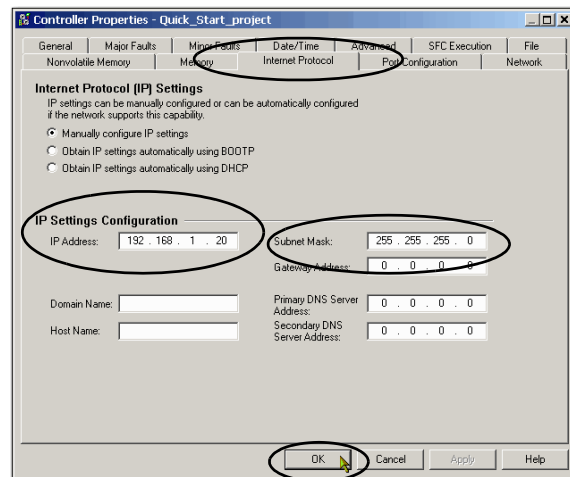 Controller Properties - Quick_Start_project
General Major Faults Minor Faults Date/Time Advanced SFC Execution File
Nonvolatile Memory Memory Internet Protocol Port Configuration Network
Internet Protocol (IP) Settings
IP settings can be manually configured or can be automatically configured
if the network supports this capability.
Manually configure IP settings
Obtain IP settings automatically using BOOTP
Obtain IP settings automatically using DHCP
IP Settings Configuration
IP Address: 192 . 168 . 1 . 20
Subnet Mask: 255 . 255 . 255 . 0
Gateway Address: 0 . 0 . 0 . 0
Domain Name:
Primary DNS Server
Address: 0 . 0 . 0 . 0
Host Name:
Secondary DNS
Server Address: 0 . 0 . 0 . 0
OK Cancel Apply Help